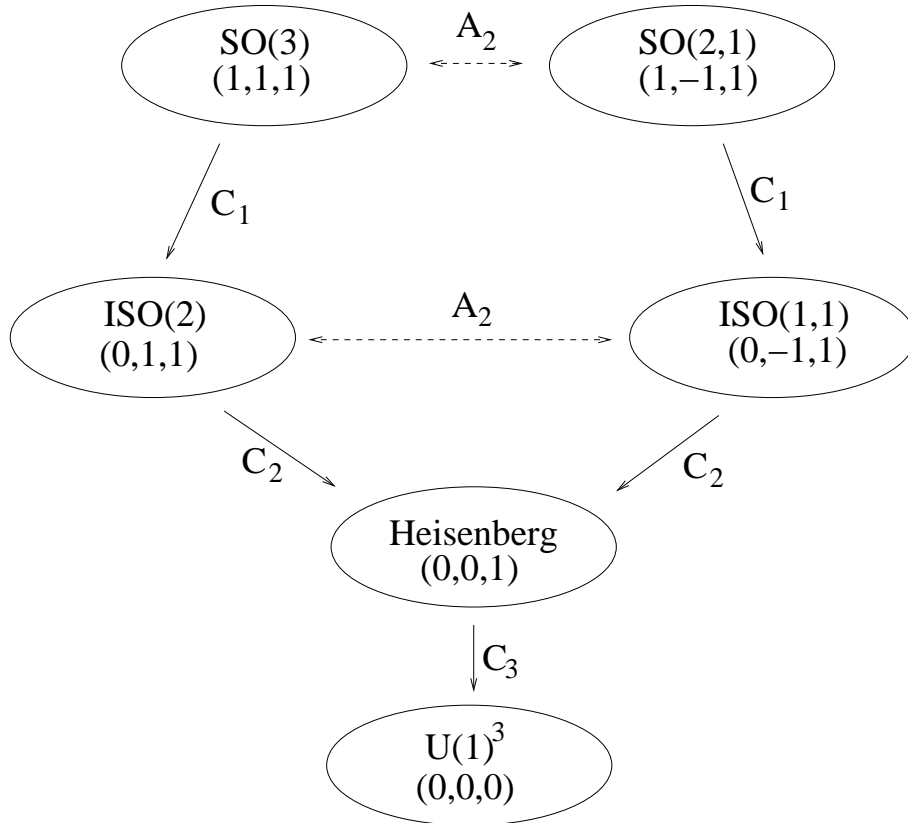 SO(3)
(1,1,1)
A₂
SO(2,1)
(1,−1,1)
C₁
C₁
ISO(2)
(0,1,1)
A₂
ISO(1,1)
(0,−1,1)
C₂
C₂
Heisenberg
(0,0,1)
C₃
U(1)³
(0,0,0)